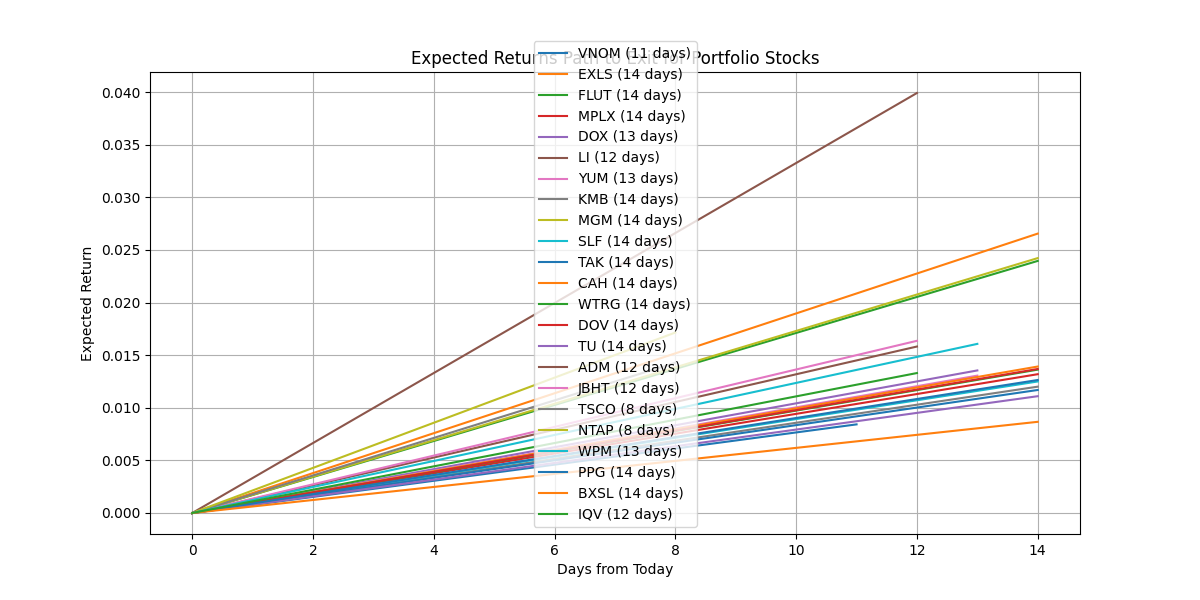 Expected Returns Path to Exit for Portfolio Stocks
VNOM (11 days)
EXLS (14 days)
FLUT (14 days)
MPLX (14 days)
DOX (13 days)
LI (12 days)
YUM (13 days)
KMB (14 days)
MGM (14 days)
SLF (14 days)
TAK (14 days)
CAH (14 days)
WTRG (14 days)
DOV (14 days)
TU (14 days)
ADM (12 days)
JBHT (12 days)
TSCO (8 days)
NTAP (8 days)
WPM (13 days)
PPG (14 days)
BXSL (14 days)
IQV (12 days)
Expected Return
0.040
0.035
0.030
0.025
0.020
0.015
0.010
0.005
0.000
0 2 4 6 8 10 12 14
Days from Today